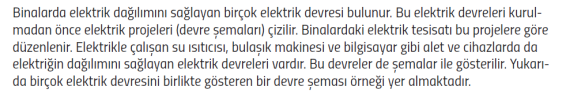 Binalarda elektrik dağılımını sağlayan birçok elektrik devresi bulunur. Bu elektrik devreleri kurul-
madan önce elektrik projeleri (devre şemaları) çizilir. Binalardaki elektrik tesisatı bu projelere göre
düzenlenir. Elektrikle çalışan su ısıtıcısı, bulaşık makinesi ve bilgisayar gibi alet ve cihazlarda da
elektriğin dağılımını sağlayan elektrik devreleri vardır. Bu devreler de şemalar ile gösterilir. Yukarı-
da birçok elektrik devresini birlikte gösteren bir devre şeması örneği yer almaktadır.